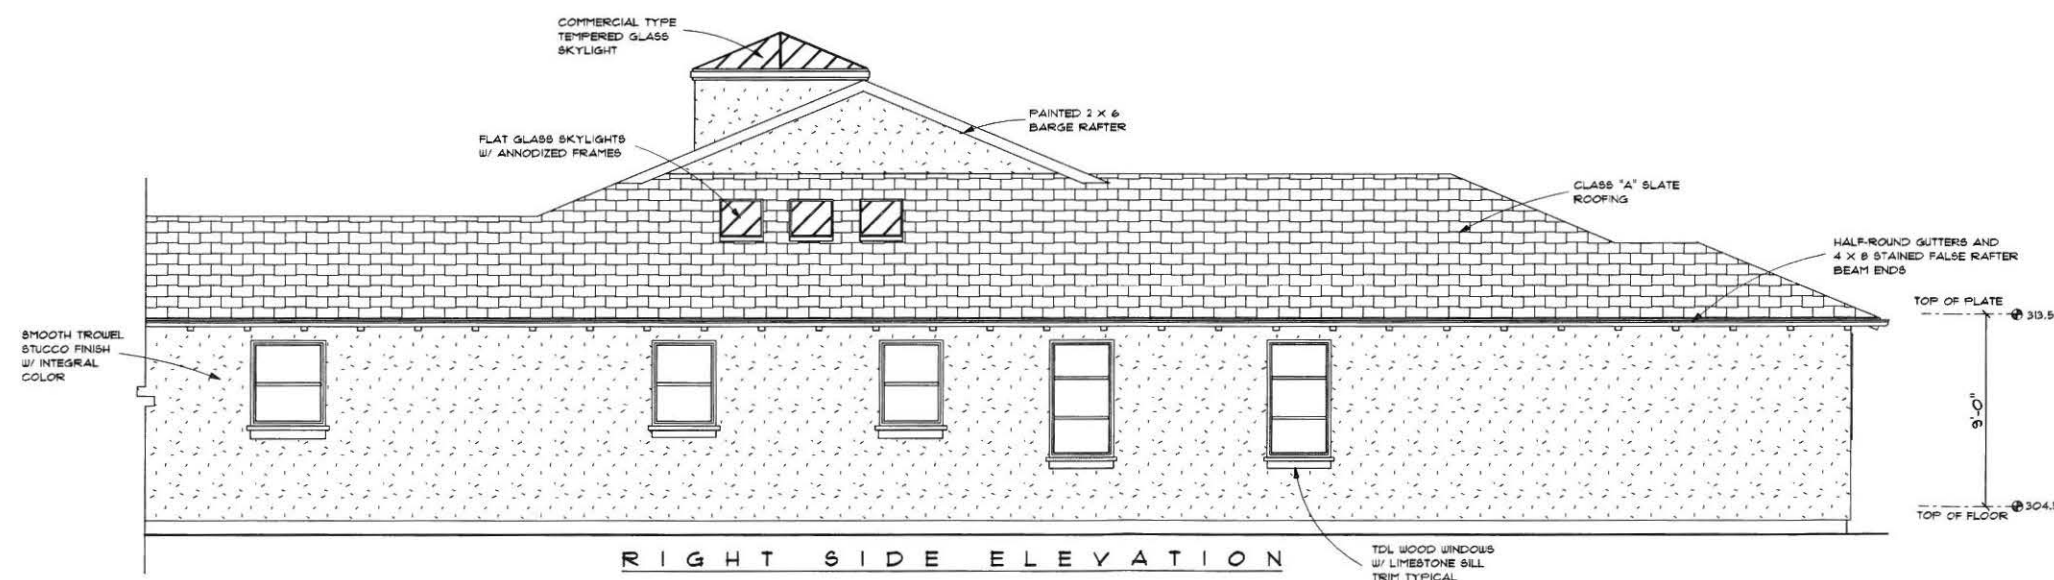 COMMERCIAL TYPE
TEMPERED GLASS
SKYLIGHT
PAINTED 2 X 6
BARGE RAFTER
FLAT GLASS SKYLIGHTS
W/ ANNODIZED FRAMES
CLASS "A" SLATE
ROOFING
HALF-ROUND GUTTERS AND
4 X 8 STAINED FALSE RAFTER
BEAM ENDS
TOP OF PLATE
313.5
SMOOTH TROWEL
STUCCO FINISH
W/ INTEGRAL
COLOR
9'-0"
TOP OF FLOOR
304.5
RIGHT SIDE ELEVATION
TDL WOOD WINDOWS
W/ LIMESTONE SILL
TRIM TYPICAL